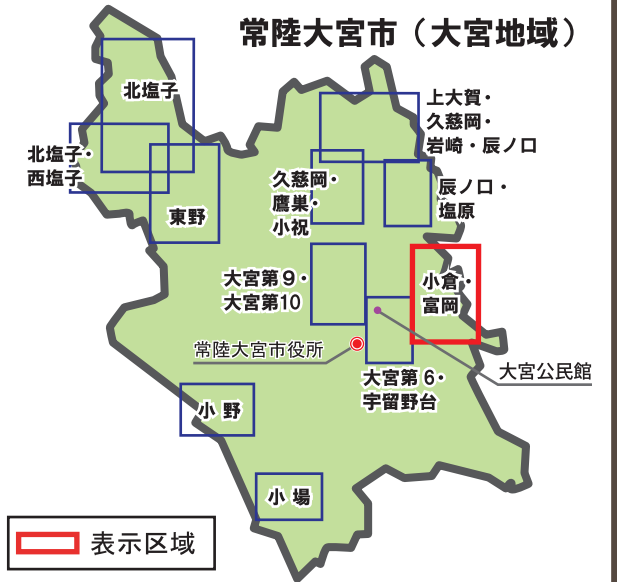 常陸大宮市（大宮地域）
北塩子
上大賀・
久慈岡・
岩崎・辰ノ口
北塩子・
西塩子
久慈岡・
鷹巣・
小祝
辰ノ口・
塩原
東野
大宮第９・
大宮第10
小倉・
富岡
常陸大宮市役所
大宮公民館
大宮第６・
宇留野台
小野
小場
表示区域